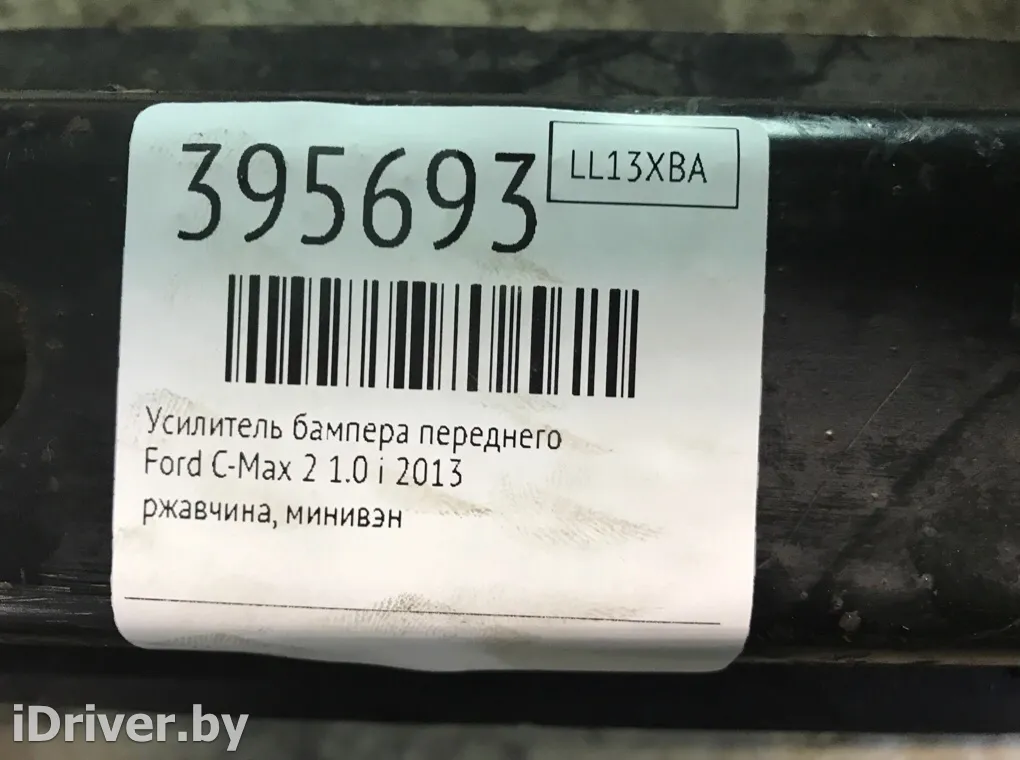 395693
LL13XBA
Усилитель бампера переднего
Ford C-Max 2 1.0 i 2013
ржавчина, минивэн
iDriver.by